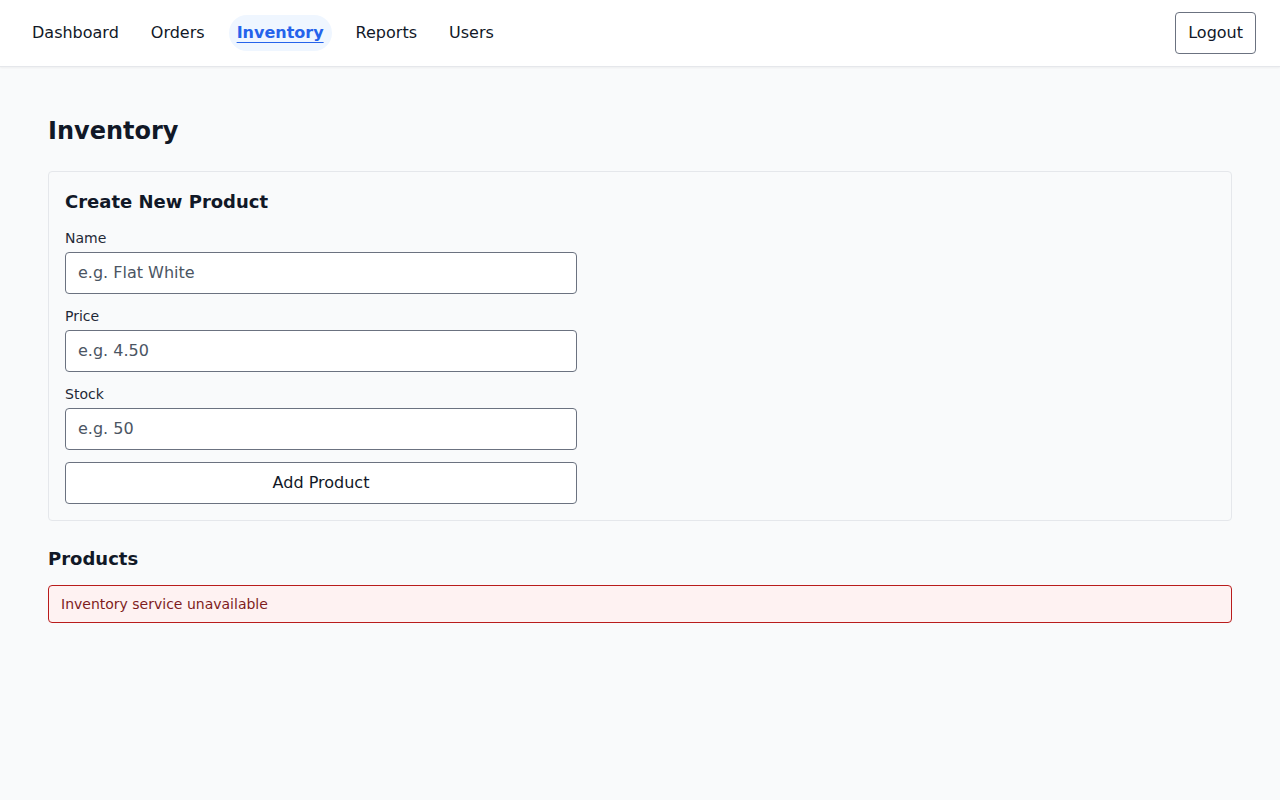 Dashboard Orders Inventory Reports Users Logout
Inventory
Create New Product
Name
e.g. Flat White
Price
e.g. 4.50
Stock
e.g. 50
Add Product
Products
Inventory service unavailable